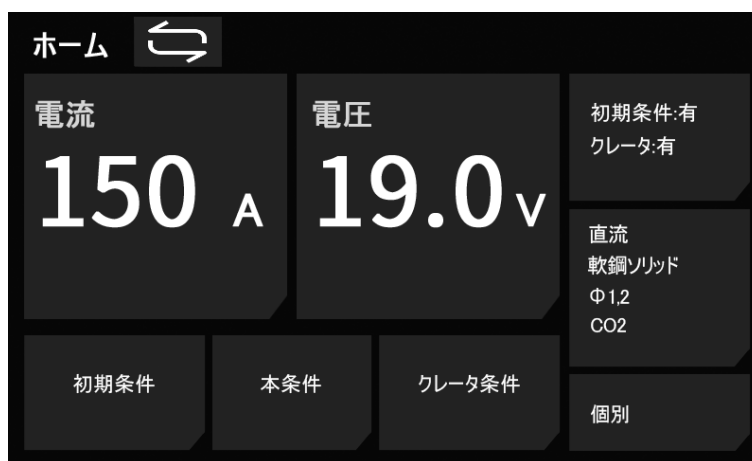 ホーム
電流
150 A
電圧
19.0 V
初期条件:有
クレータ:有
直流
軟鋼ソリッド
Φ1,2
CO2
初期条件
本条件
クレータ条件
個別